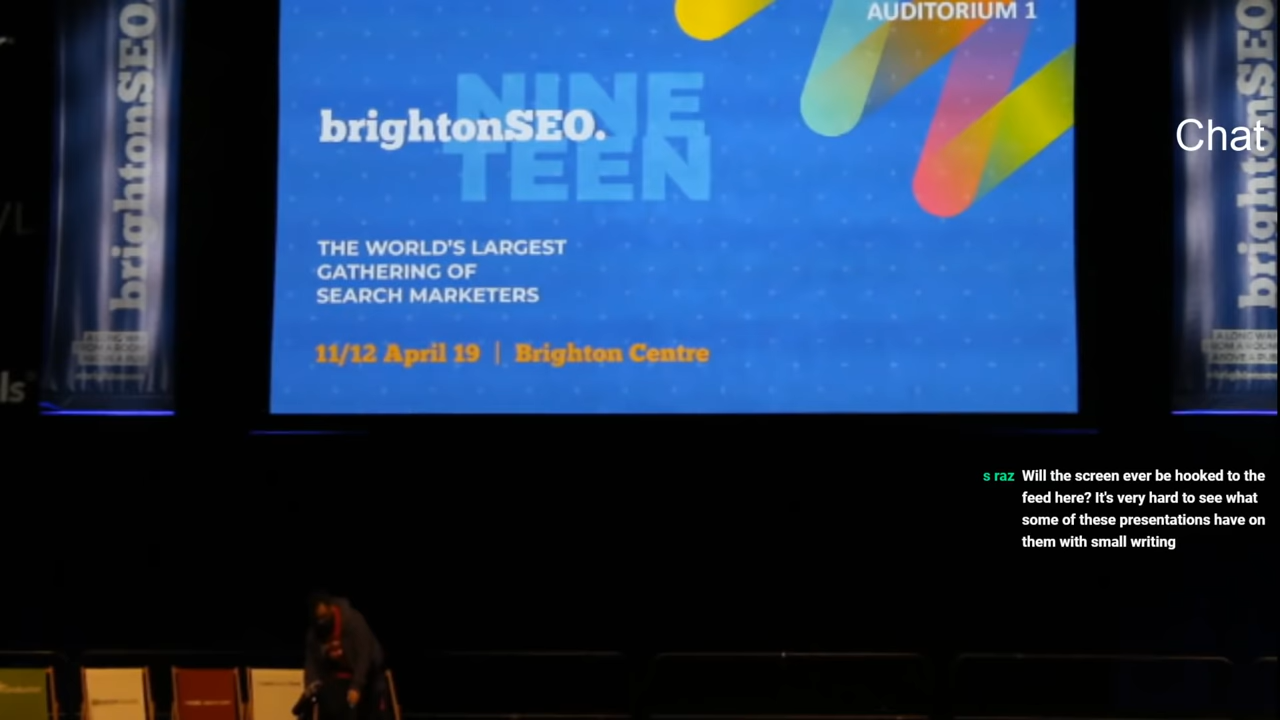 AUDITORIUM 1
NINE
TEEN
brightonSEO.
THE WORLD'S LARGEST
GATHERING OF
SEARCH MARKETERS
11/12 April 19 | Brighton Centre
brightonSEO.
brightonSEO
Chat
s raz Will the screen ever be hooked to the
feed here? It's very hard to see what
some of these presentations have on
them with small writing
ls